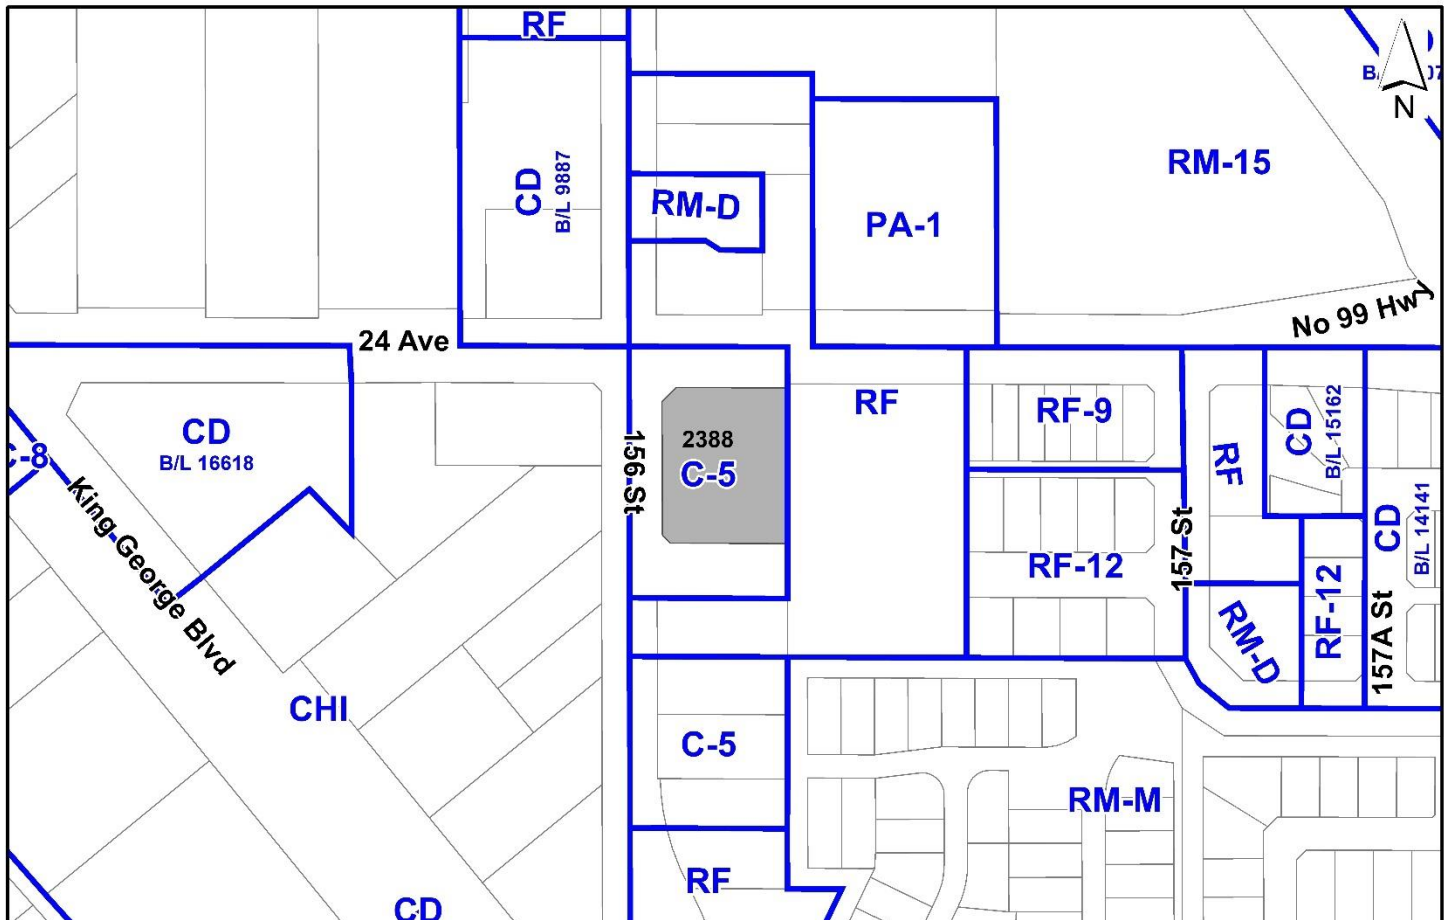 RF
N
CD
B/L 9887
RM-D
PA-1
RM-15
No 99 Hwy
24 Ave
CD
B/L 16618
C-8
King George Blvd
156 St
2388
C-5
RF
RF-9
RF-12
157 St
RF
CD
B/L 15162
CD
B/L 14141
RM-D
RF-12
157A St
CHI
C-5
RM-M
RF
CD